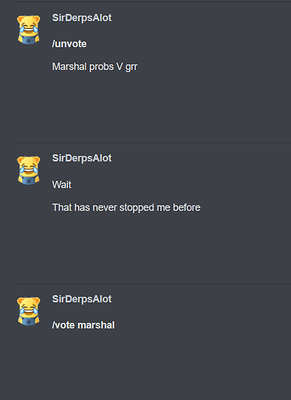 SirDerpsAlot
/unvote
Marshal probs V grr
SirDerpsAlot
Wait
That has never stopped me before
SirDerpsAlot
/vote marshal